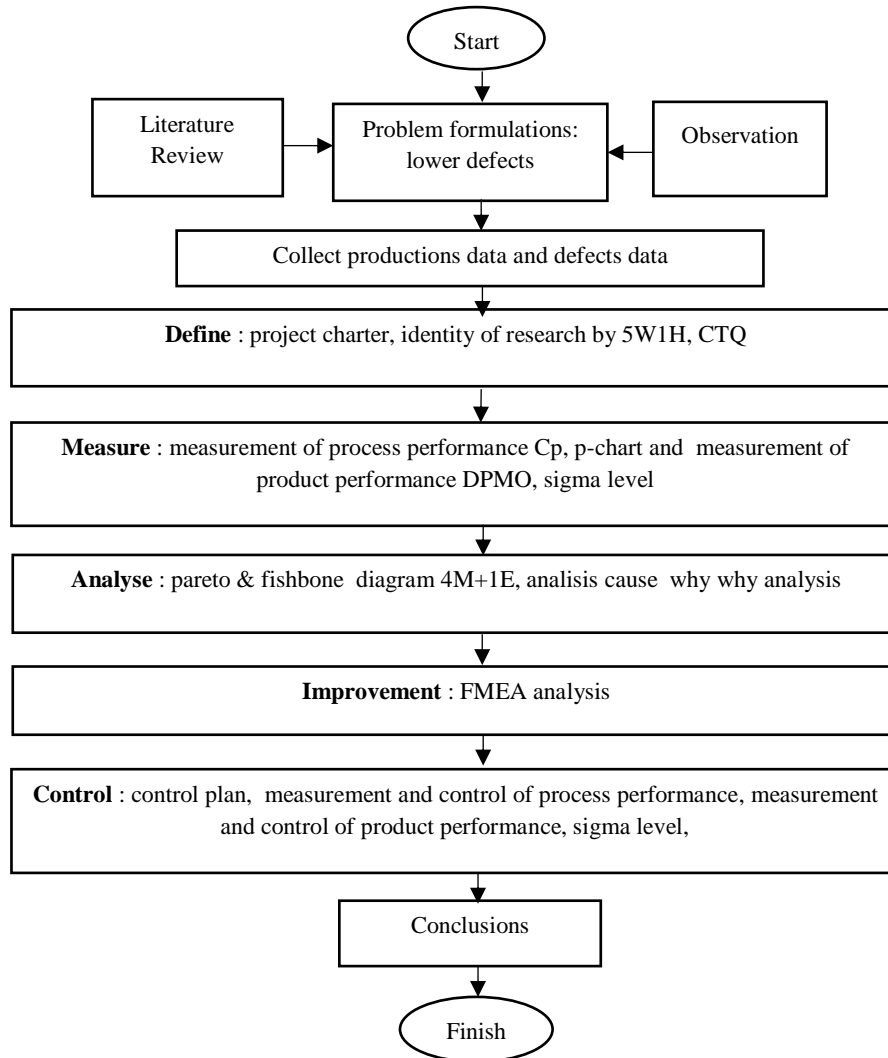 Start
Literature
Review
Problem formulations:
lower defects
Observation
Collect productions data and defects data
Define : project charter, identity of research by 5W1H, CTQ
Measure : measurement of process performance Cp, p-chart and measurement of
product performance DPMO, sigma level
Analyse : pareto & fishbone diagram 4M+1E, analisis cause why why analysis
Improvement : FMEA analysis
Control : control plan, measurement and control of process performance, measurement
and control of product performance, sigma level,
Conclusions
Finish